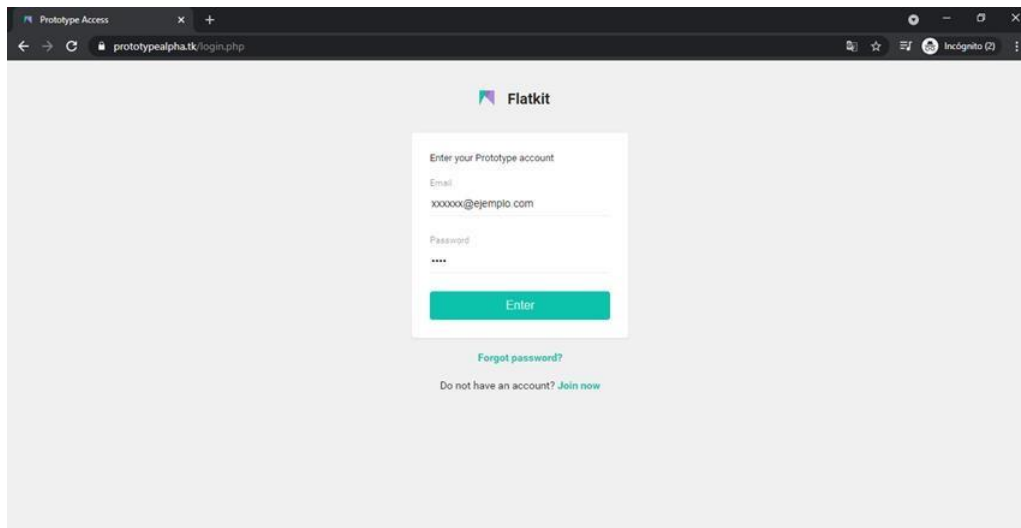 Prototype Access
prototypealpha.tk/login.php
Incógnito (2)
Flatkit
Enter your Prototype account
Email
xxxxxx@ejemplo.com
Password
••••
Enter
Forgot password?
Do not have an account? Join now